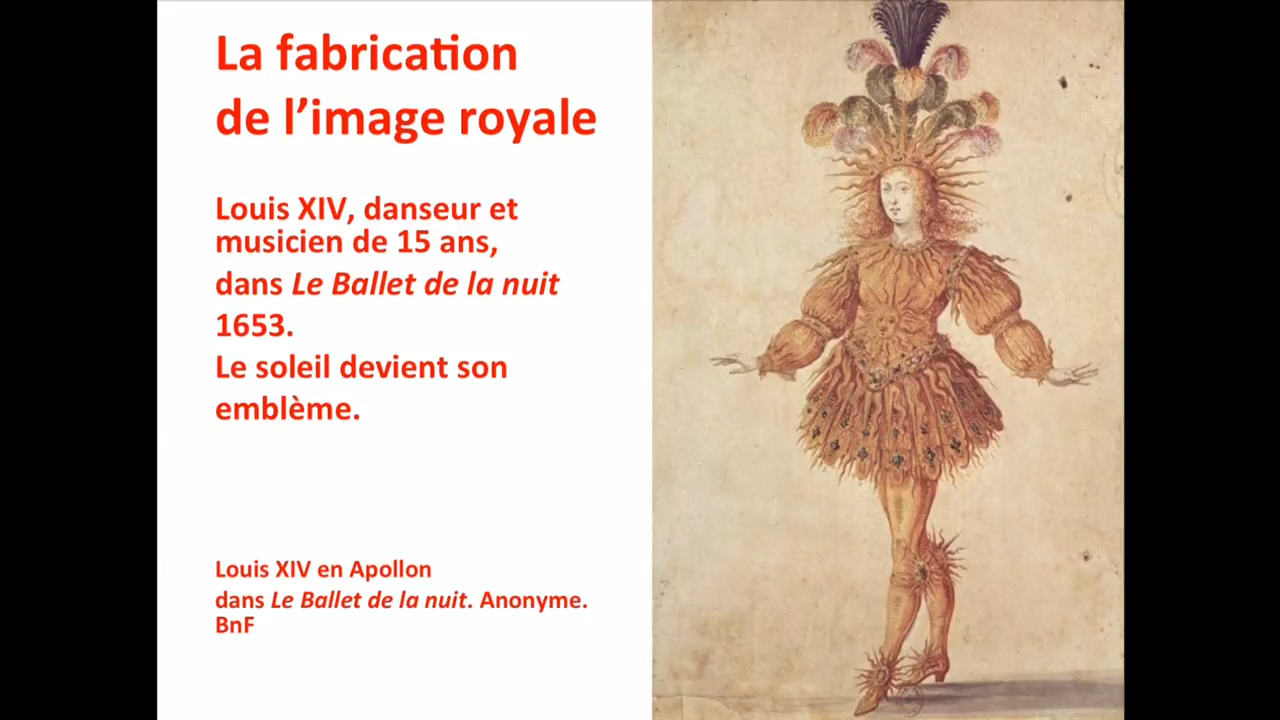 La fabrication
de l’image royale
Louis XIV, danseur et
musicien de 15 ans,
dans Le Ballet de la nuit
1653.
Le soleil devient son
emblème.
Louis XIV en Apollon
dans Le Ballet de la nuit. Anonyme.
BnF